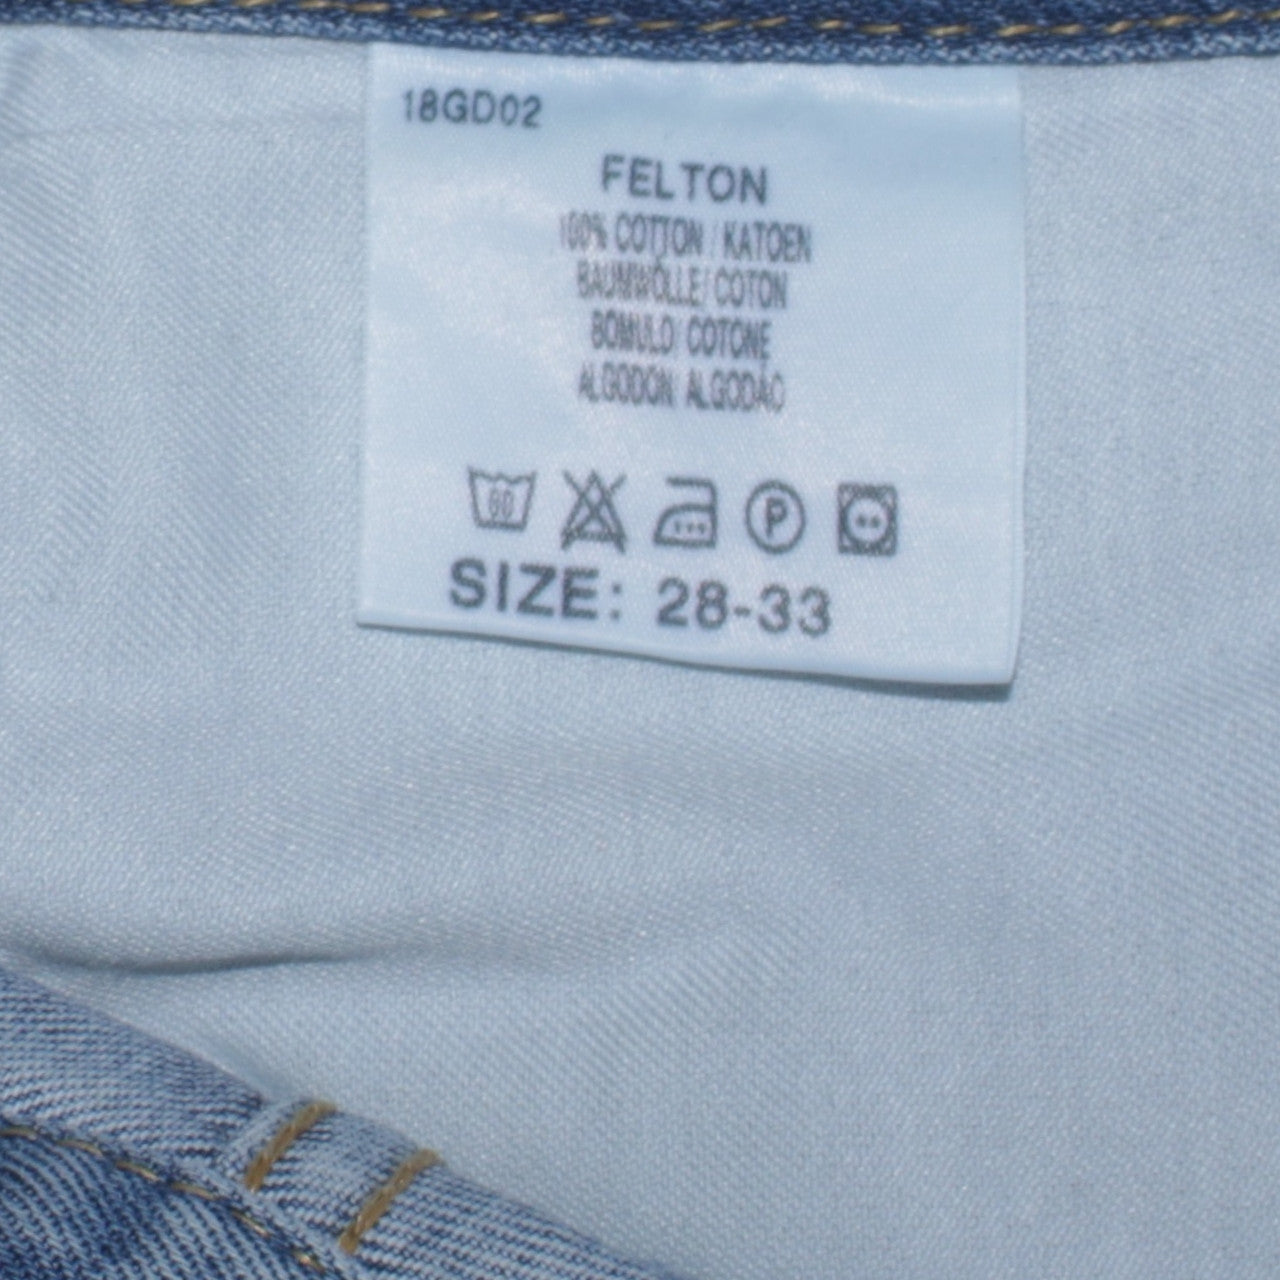 18GD02
FELTON
100% COTTON / KATOEN
BAUMWOLLE / COTON
BOMULD / COTONE
ALGODON / ALGODÃO
60
P
SIZE: 28-33